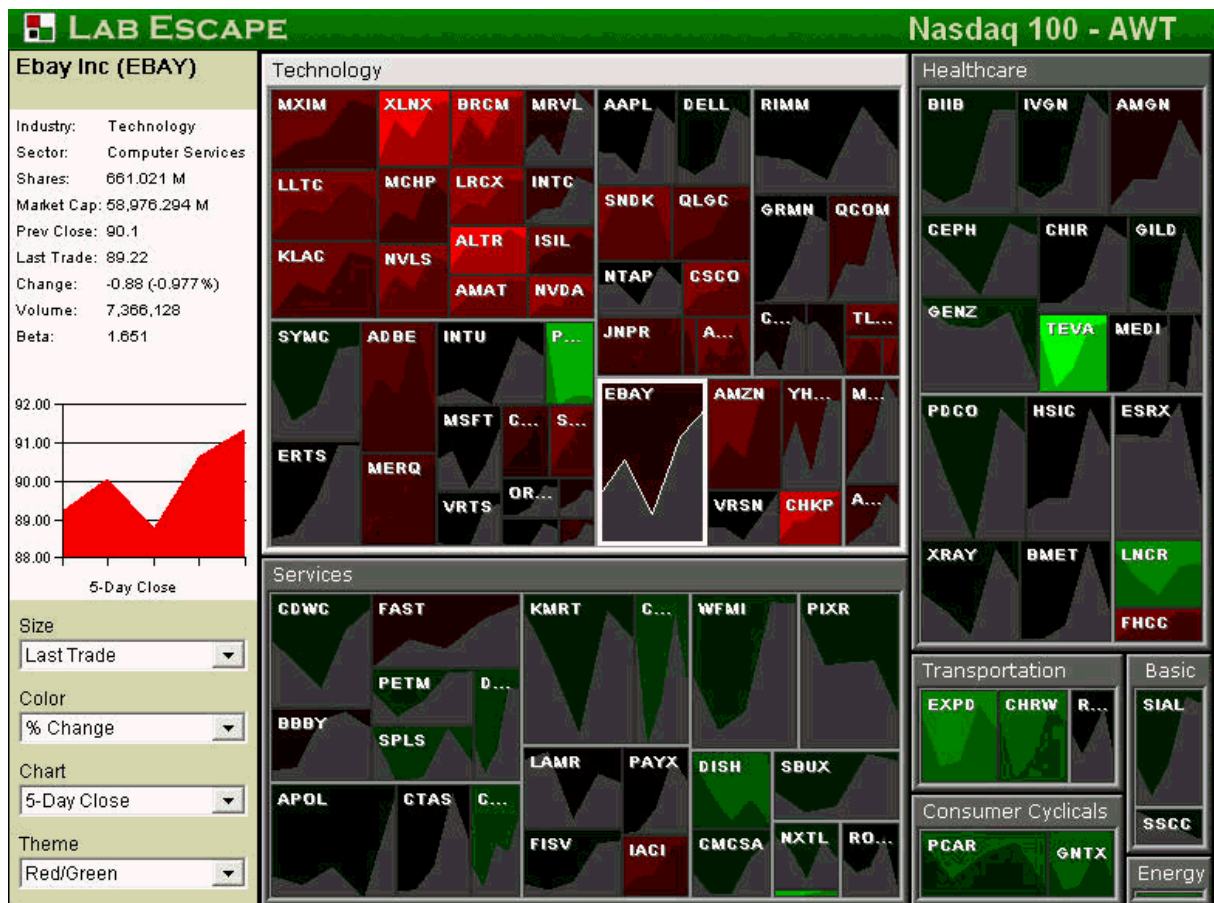 LAB ESCAPE
Nasdaq 100 - AWT
Ebay Inc (EBAY)
Industry: Technology
Sector: Computer Services
Shares: 661.021 M
Market Cap: 58,976.294 M
Prev Close: 90.1
Last Trade: 89.22
Change: -0.88 (-0.977%)
Volume: 7,366,128
Beta: 1.651
92.00
91.00
90.00
89.00
88.00
5-Day Close
Size
Last Trade
Color
% Change
Chart
5-Day Close
Theme
Red/Green
Technology
MXIM XLNX BRCM MRVL AAPL DELL RIMM
LLTC MCHP LRCX INTC SNDK QLGC GRMN QCOM
KLAC NVLS ALTR ISIL NTAP CSCO
AMAT NVDA
JNPR A... C... TL...
SYMC ADBE INTU P...
MSFT C... S...
ERTS MERQ VRTS OR...
EBAY AMZN YH... M...
VRSN CHKP A...
Services
CDWC FAST KMRT C... WFMI PIXR
PETM D...
BBBY SPLS
LAMR PAYX DISH SBUX
APOL CTAS C...
FISV IACI CMCSA NXTL RO...
Healthcare
BIIB IVGN AMGN
CEPH CHIR GILD
GENZ TEVA MEDI
PDCO HSIC ESRX
XRAY BMET LNCR
FHCC
Transportation
EXPD CHRW R...
Basic
SIAL
SSCC
Consumer Cyclicals
PCAR GNTX
Energy